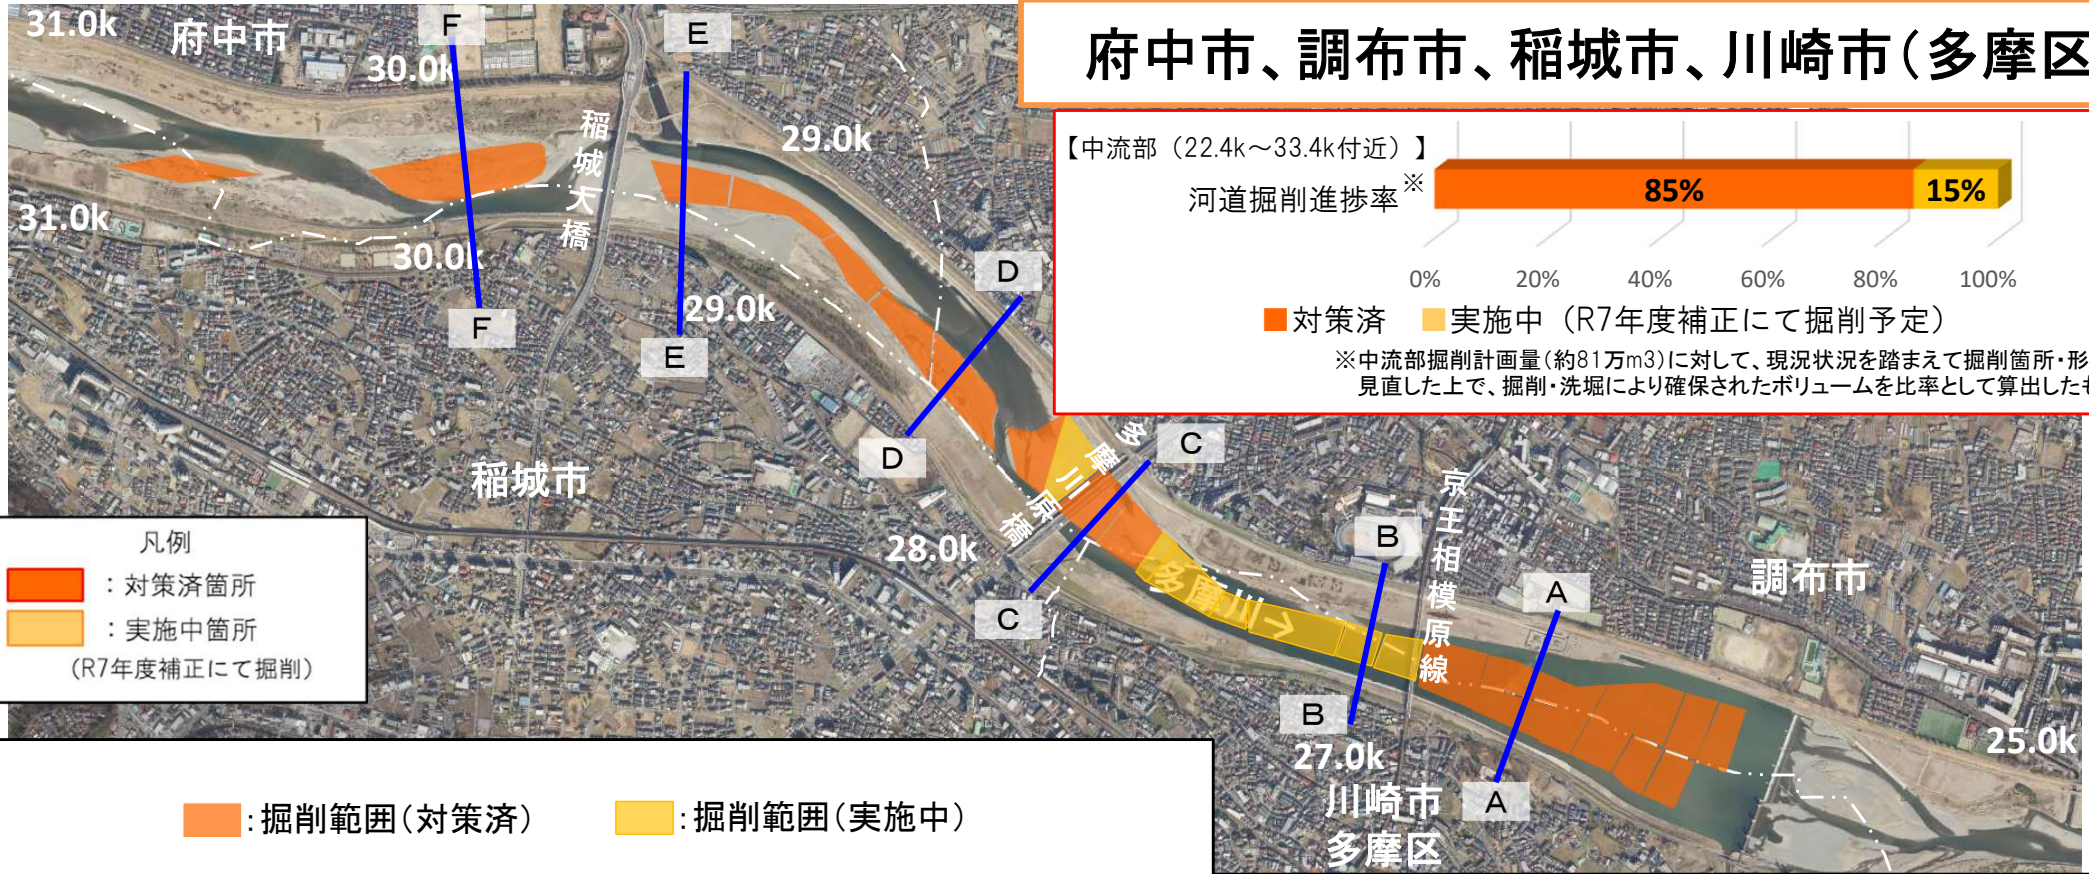 府中市、調布市、稲城市、川崎市(多摩区
【中流部（22.4k～33.4k付近）】
河道掘削進捗率※
85%
15%
0% 20% 40% 60% 80% 100%
対策済 実施中（R7年度補正にて掘削予定）
※中流部掘削計画量(約81万m3)に対して、現況状況を踏まえて掘削箇所・形
見直した上で、掘削・洗堀により確保されたボリュームを比率として算出した
31.0k
府中市
30.0k
F
E
稲城大橋
29.0k
31.0k
30.0k
F
29.0k
E
D
D
稲城市
多摩川原橋
C
28.0k
C
多摩川→
京王相模原線
B
B
27.0k
調布市
A
A
25.0k
川崎市
多摩区
凡例
：対策済箇所
：実施中箇所
(R7年度補正にて掘削)
:掘削範囲(対策済)
:掘削範囲(実施中)